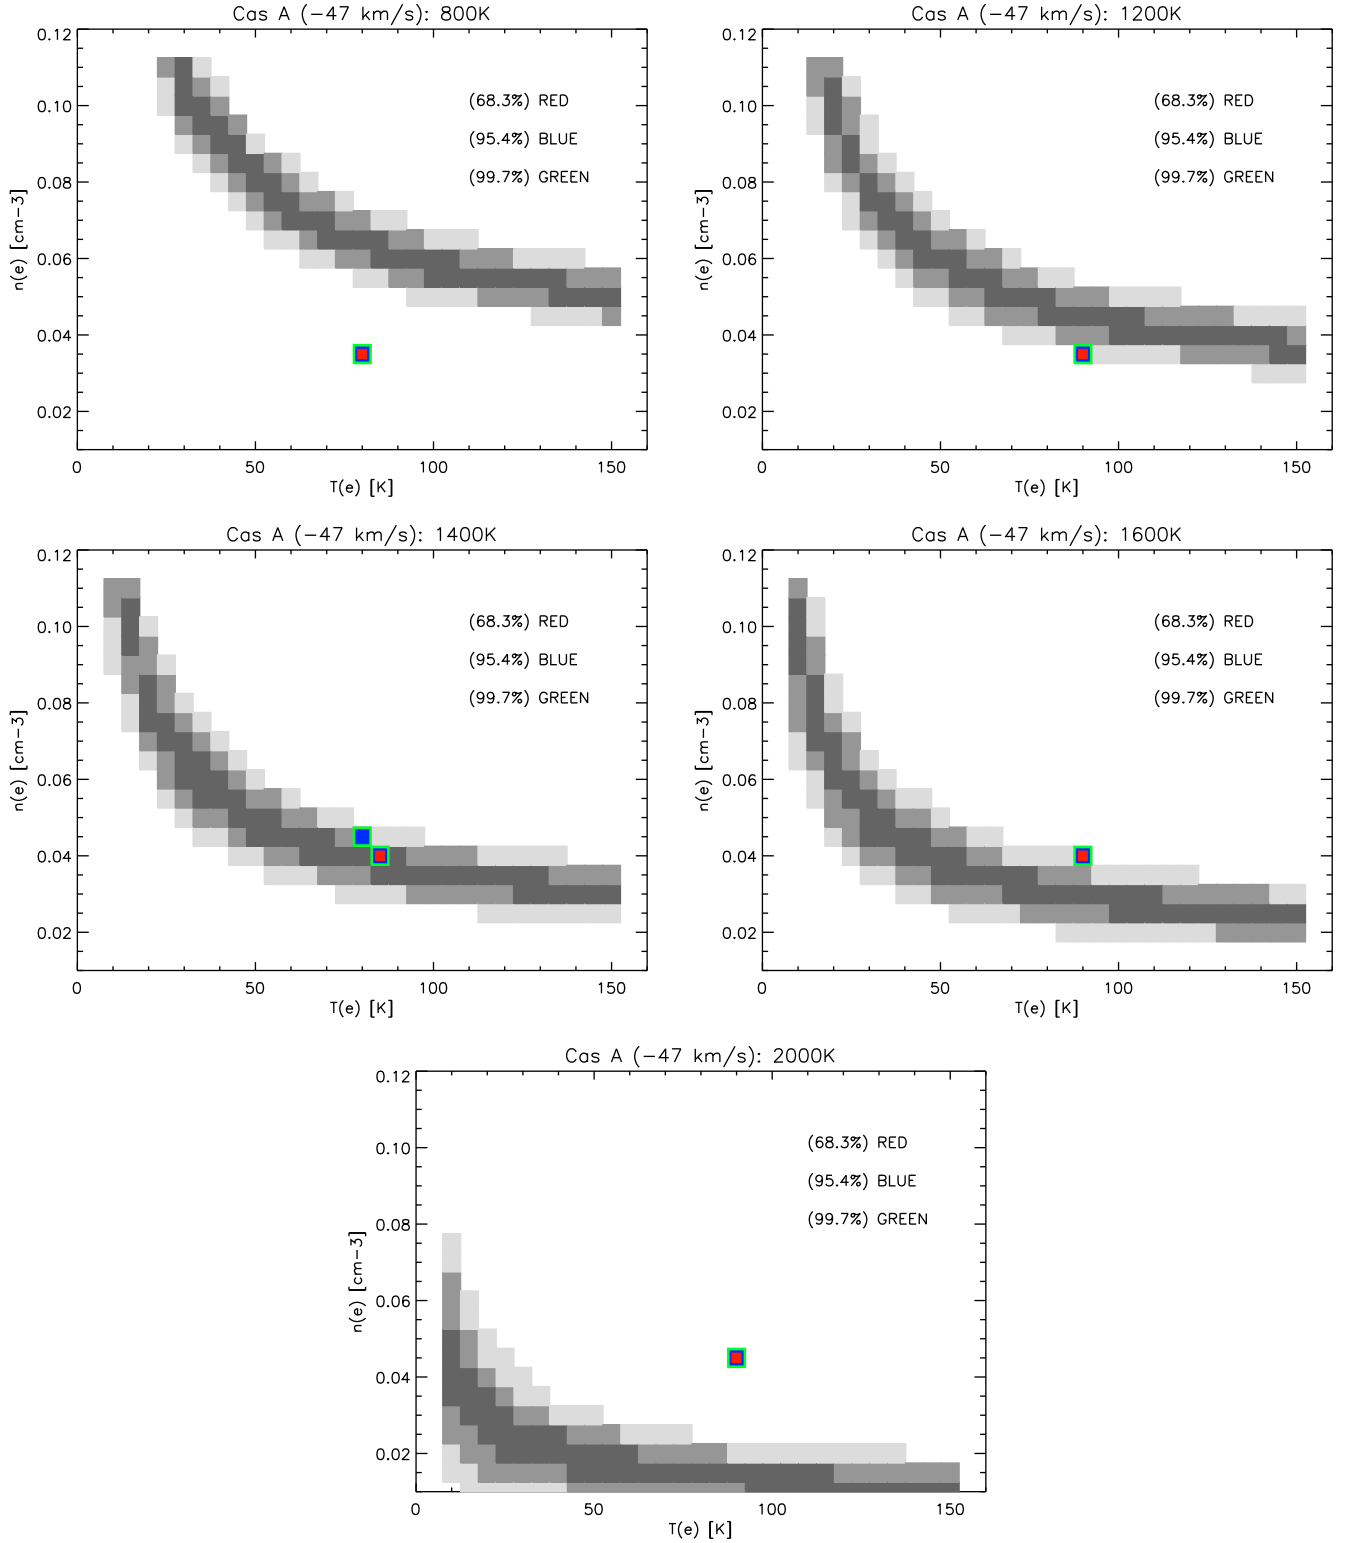 Cas A (−47 km/s): 800K
0.12
0.10
0.08
0.06
0.04
0.02
n(e) [cm−3]
(68.3%) RED
(95.4%) BLUE
(99.7%) GREEN
0 50 100 150
T(e) [K]
Cas A (−47 km/s): 1200K
0.12
0.10
0.08
0.06
0.04
0.02
n(e) [cm−3]
(68.3%) RED
(95.4%) BLUE
(99.7%) GREEN
0 50 100 150
T(e) [K]
Cas A (−47 km/s): 1400K
0.12
0.10
0.08
0.06
0.04
0.02
n(e) [cm−3]
(68.3%) RED
(95.4%) BLUE
(99.7%) GREEN
0 50 100 150
T(e) [K]
Cas A (−47 km/s): 1600K
0.12
0.10
0.08
0.06
0.04
0.02
n(e) [cm−3]
(68.3%) RED
(95.4%) BLUE
(99.7%) GREEN
0 50 100 150
T(e) [K]
Cas A (−47 km/s): 2000K
0.12
0.10
0.08
0.06
0.04
0.02
n(e) [cm−3]
(68.3%) RED
(95.4%) BLUE
(99.7%) GREEN
0 50 100 150
T(e) [K]